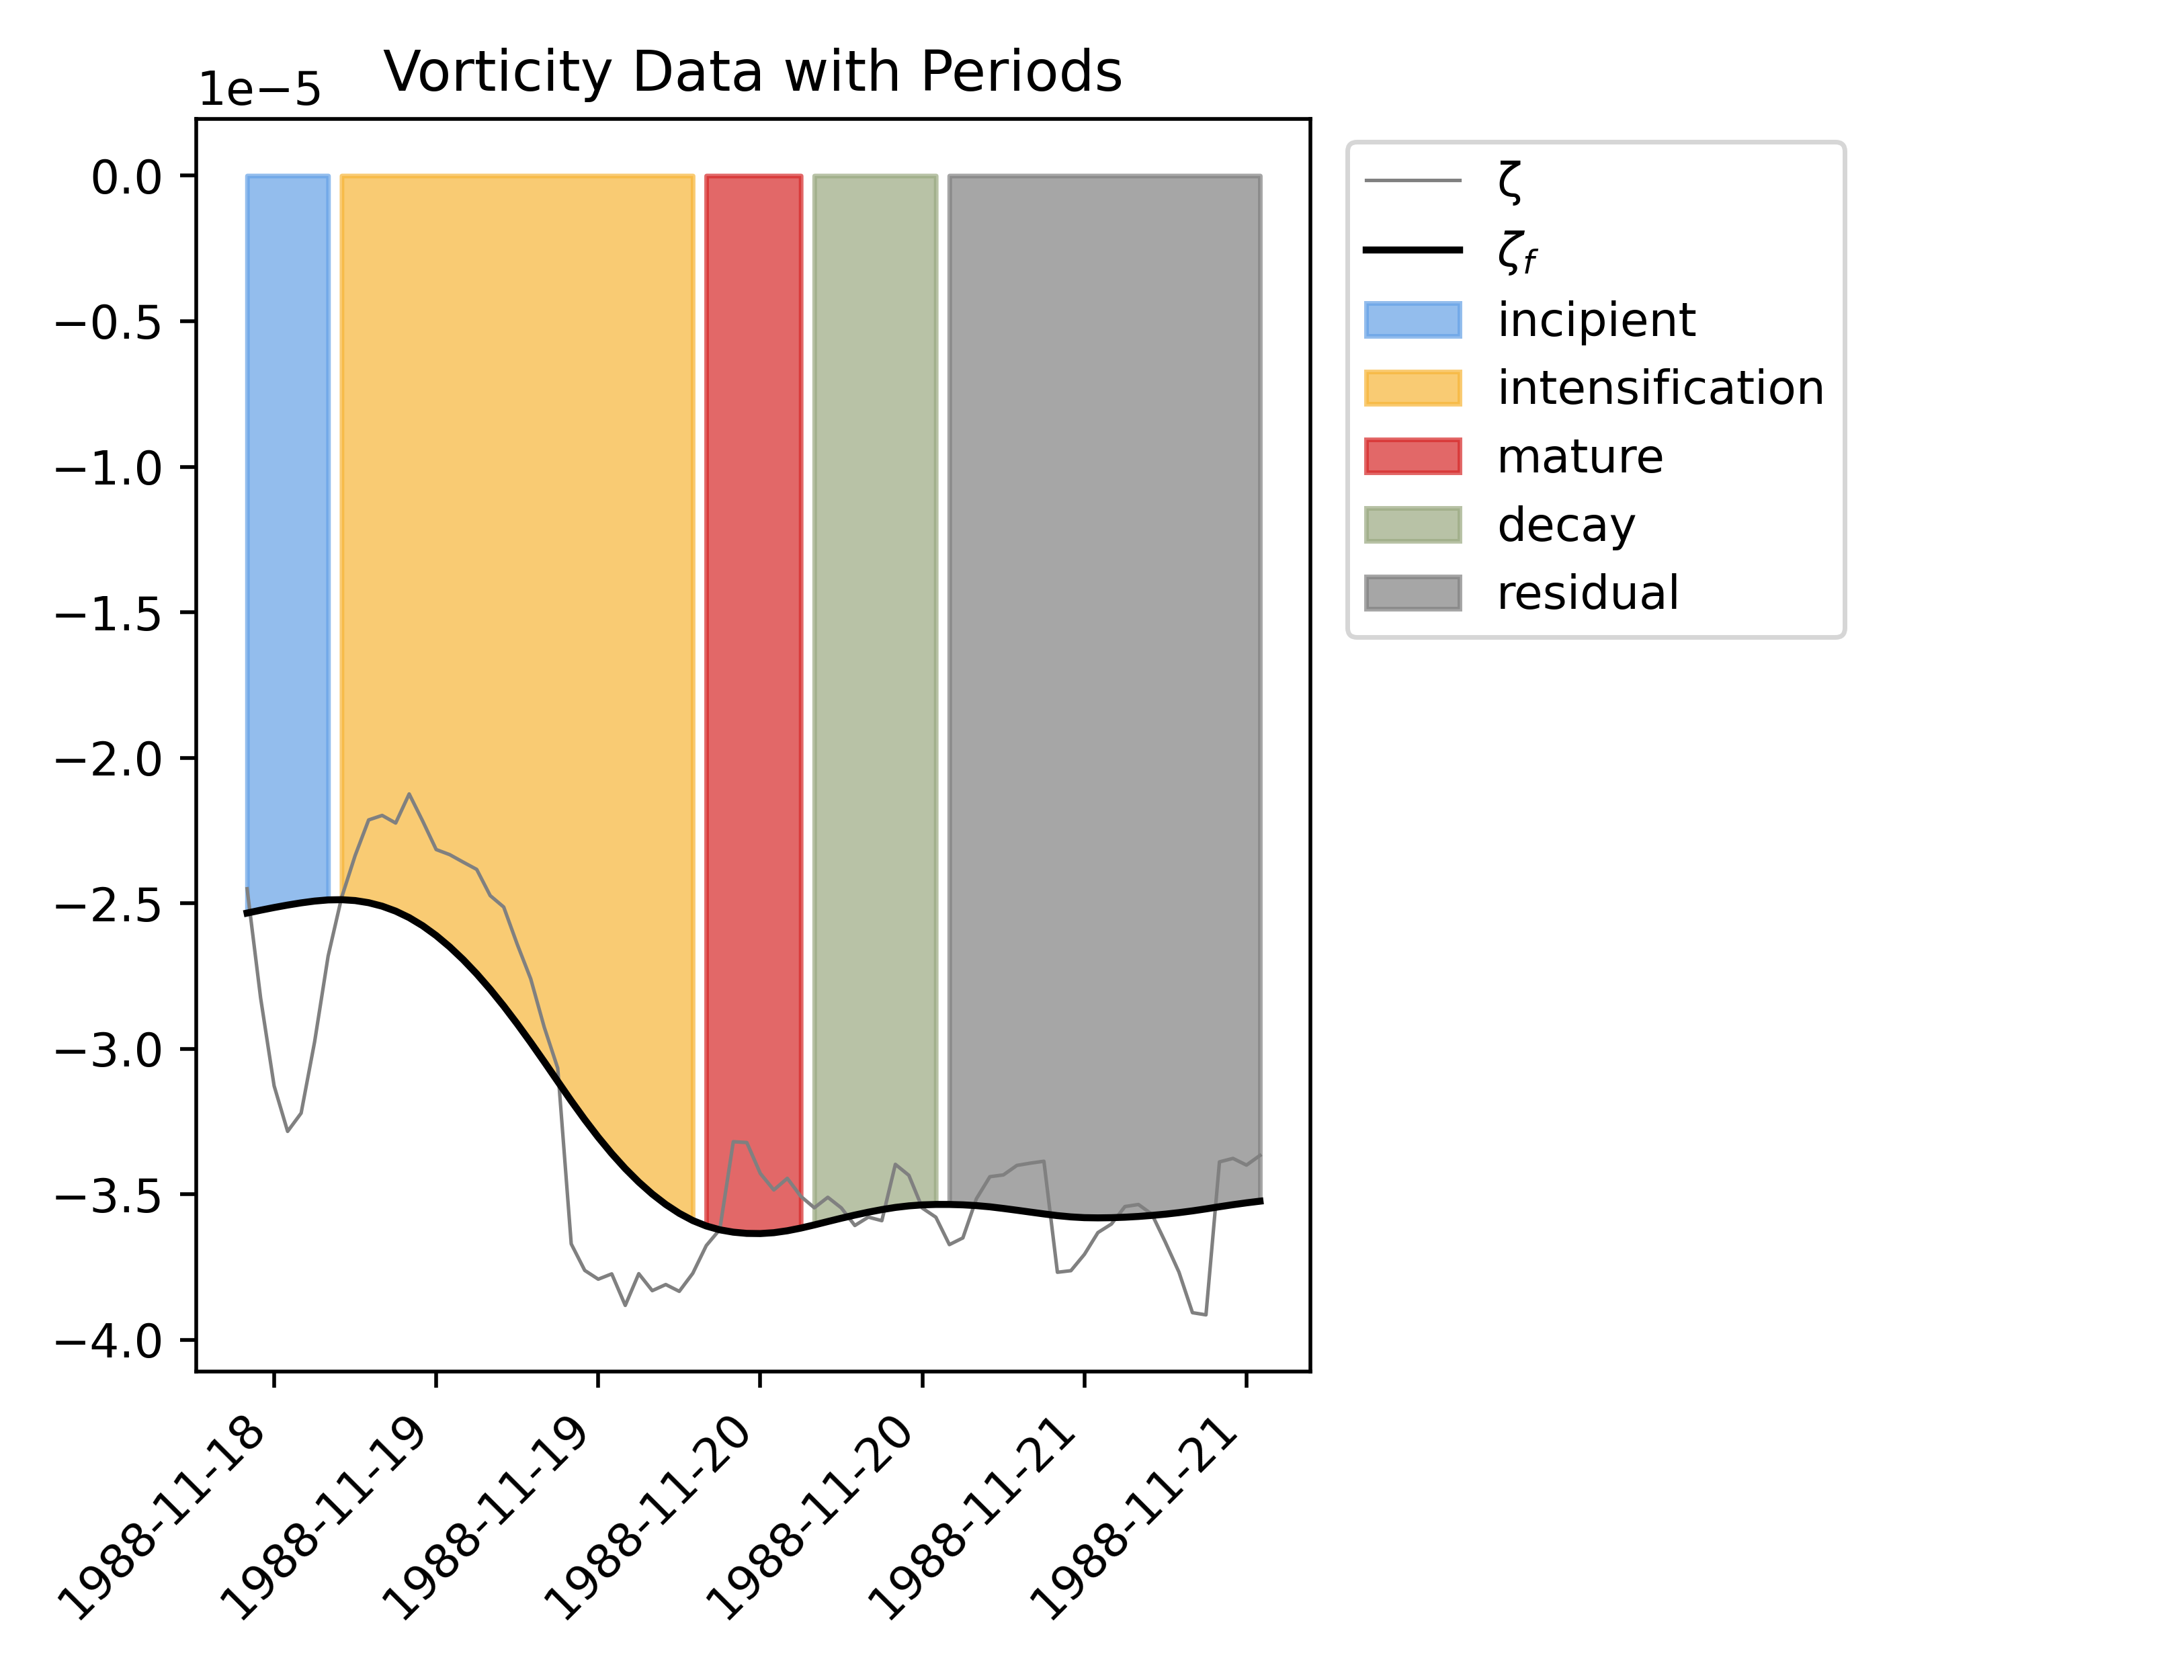 Vorticity Data with Periods
1e−5
0.0
−0.5
−1.0
−1.5
−2.0
−2.5
−3.0
−3.5
−4.0
1988-11-18
1988-11-19
1988-11-19
1988-11-20
1988-11-20
1988-11-21
1988-11-21
ζ
ζf
incipient
intensification
mature
decay
residual